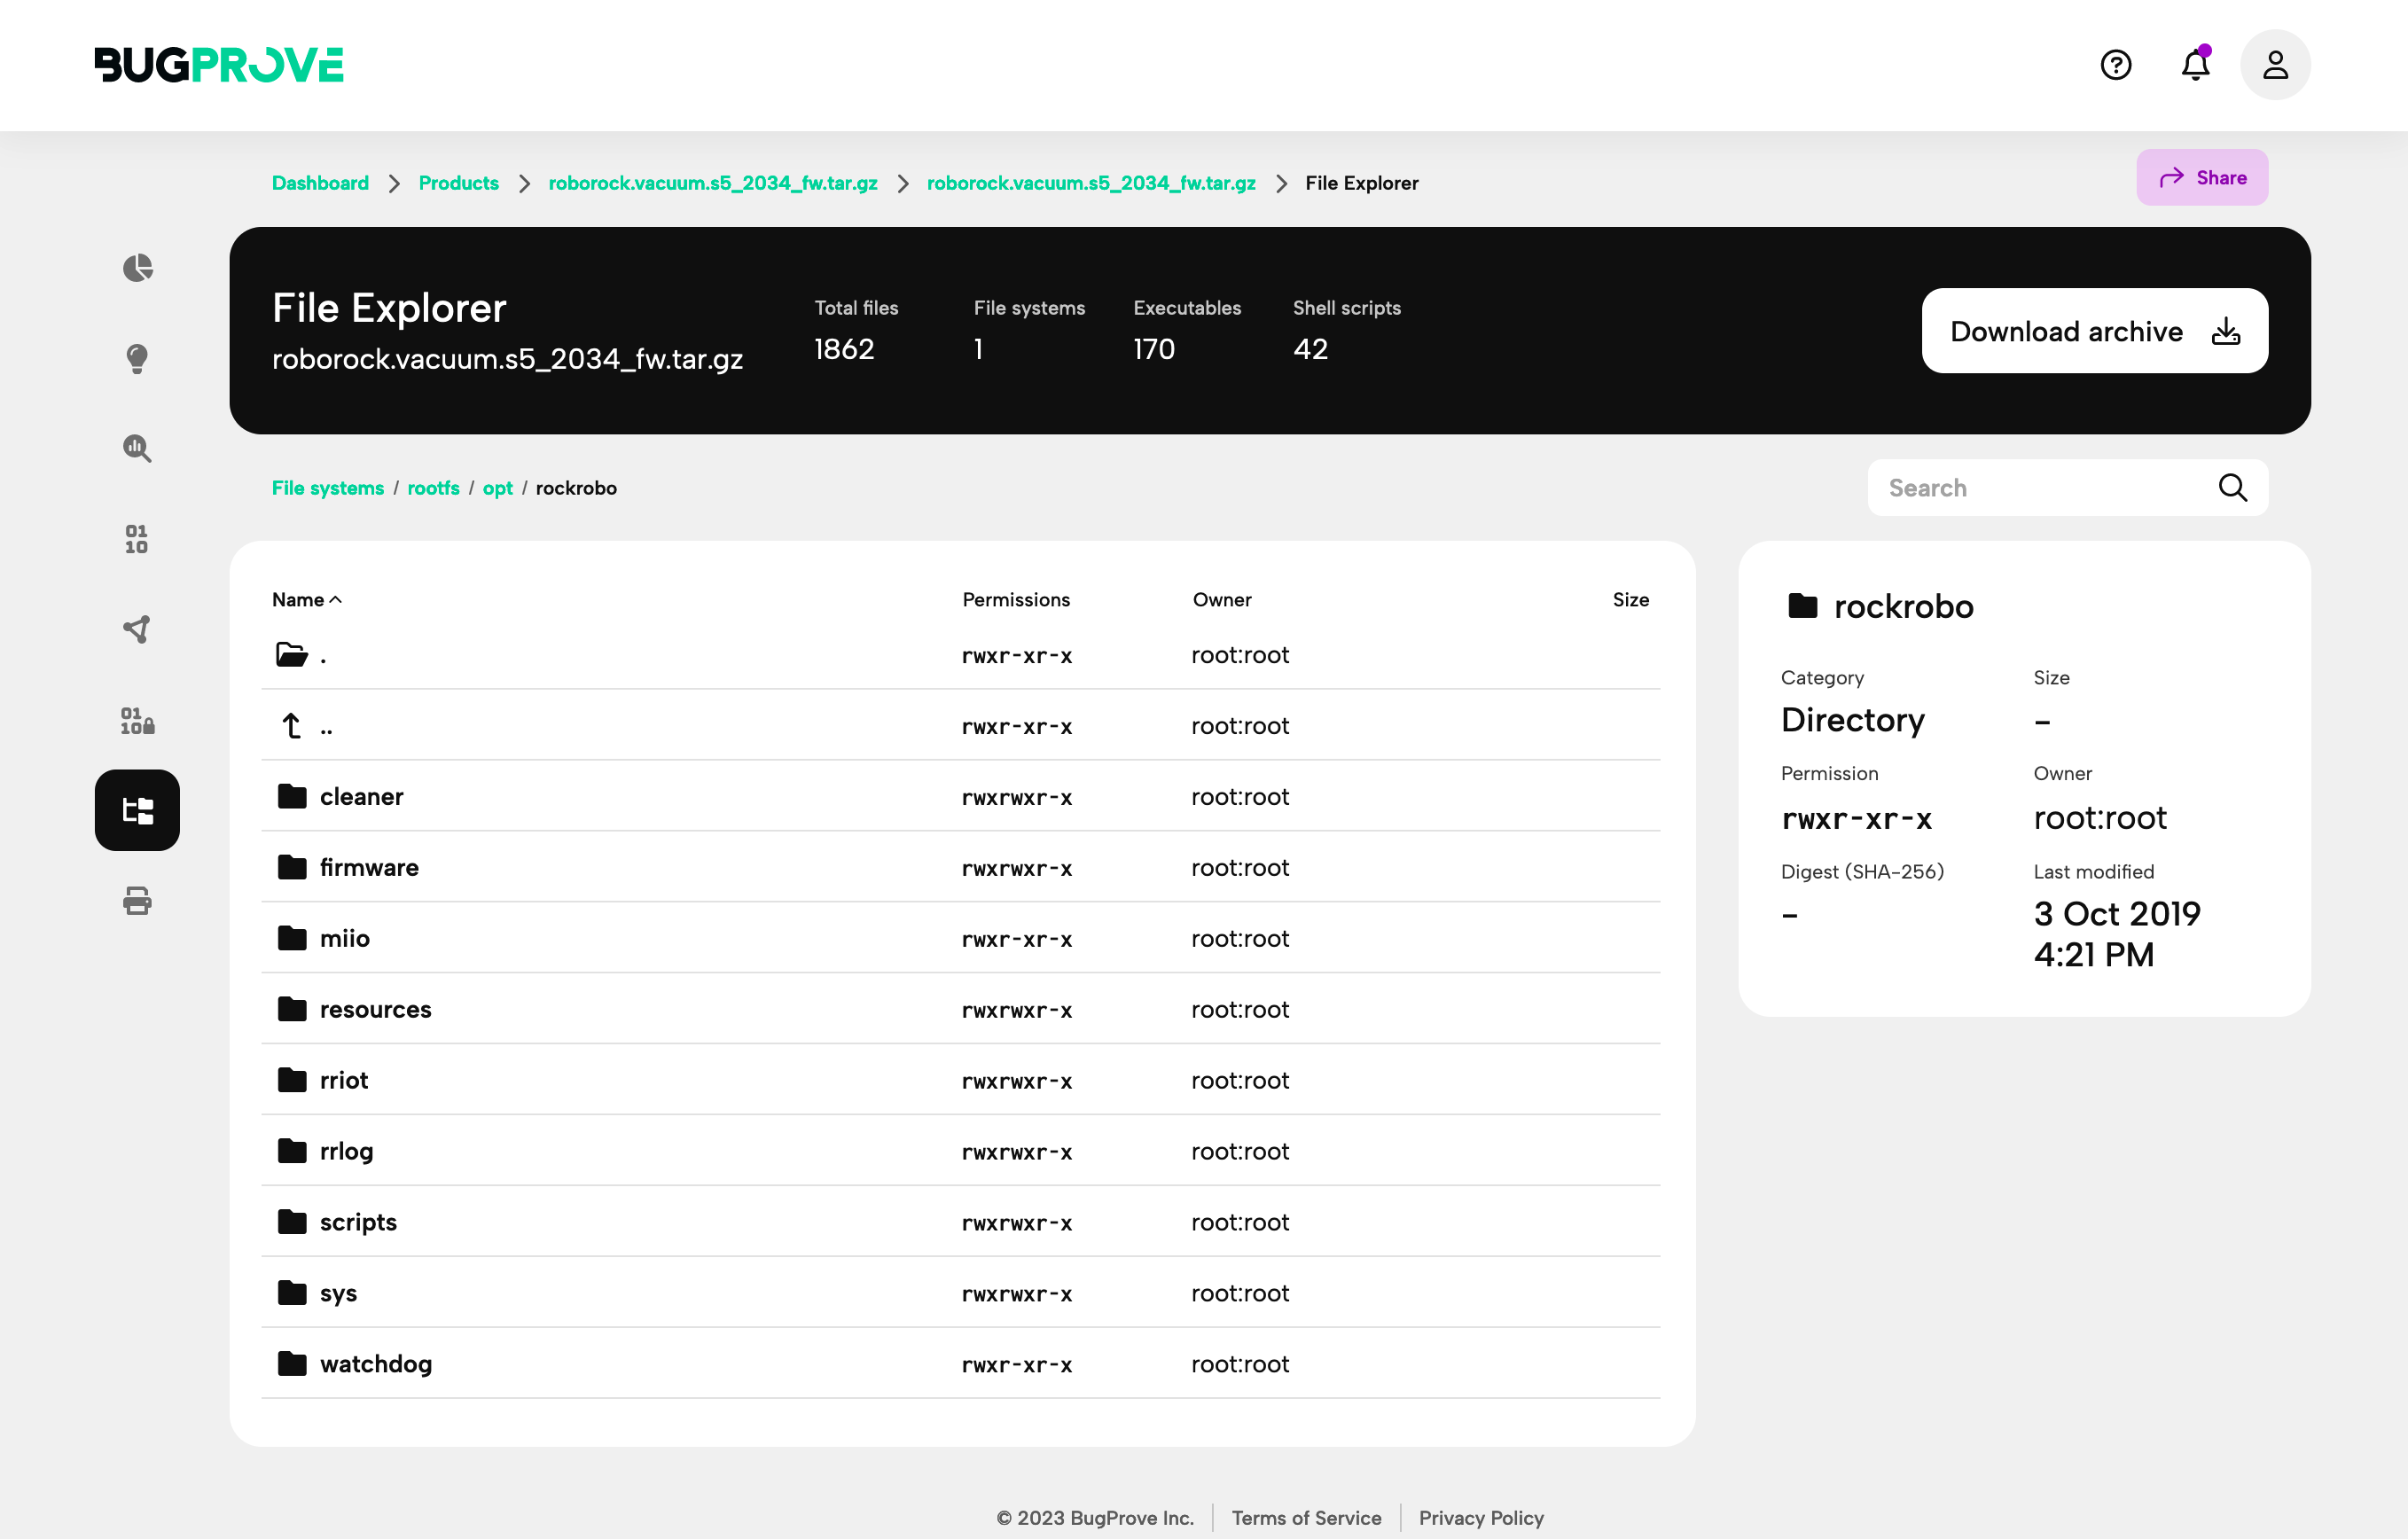 BUGPROVE
Dashboard > Products > roborock.vacuum.s5_2034_fw.tar.gz > roborock.vacuum.s5_2034_fw.tar.gz > File Explorer
Share
File Explorer
roborock.vacuum.s5_2034_fw.tar.gz
Total files File systems Executables Shell scripts
1862 1 170 42
Download archive
File systems / rootfs / opt / rockrobo
Search
Name Permissions Owner Size
. rwxr-xr-x root:root
.. rwxr-xr-x root:root
cleaner rwxrwxr-x root:root
firmware rwxrwxr-x root:root
miio rwxr-xr-x root:root
resources rwxrwxr-x root:root
rriot rwxrwxr-x root:root
rrlog rwxrwxr-x root:root
scripts rwxrwxr-x root:root
sys rwxrwxr-x root:root
watchdog rwxr-xr-x root:root
rockrobo
Category Size
Directory –
Permission Owner
rwxr-xr-x root:root
Digest (SHA-256) Last modified
– 3 Oct 2019
4:21 PM
01
10
01
10
© 2023 BugProve Inc. Terms of Service Privacy Policy